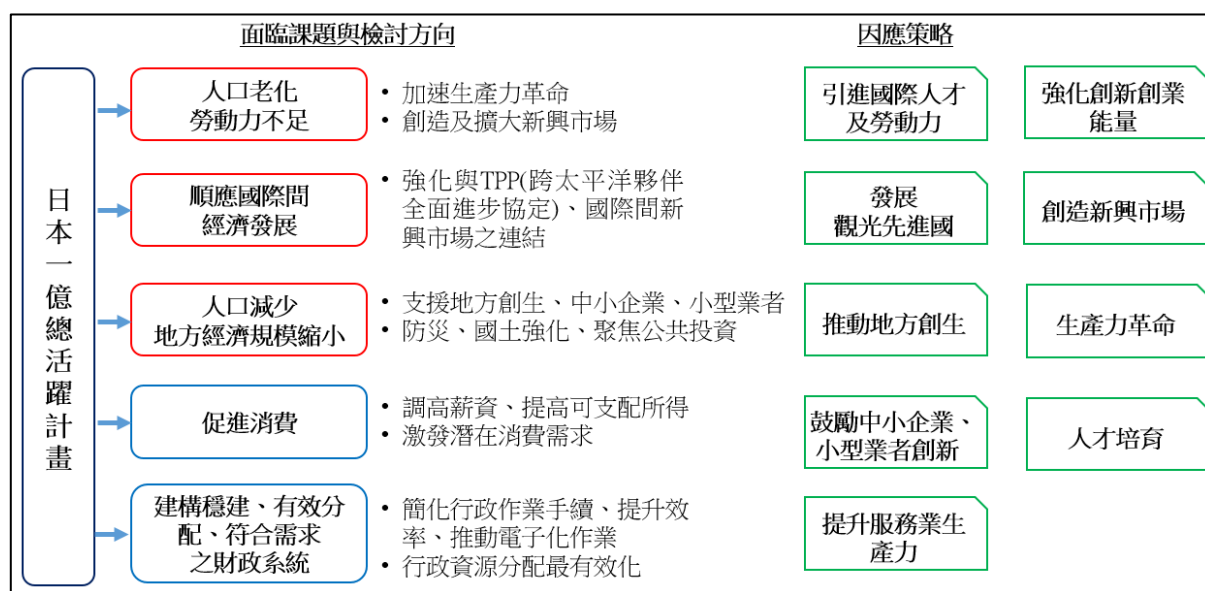 面臨課題與檢討方向
因應策略
日本一億總活躍計畫
人口老化
勞動力不足
• 加速生產力革命
• 創造及擴大新興市場
引進國際人才
及勞動力
強化創新創業
能量
順應國際間
經濟發展
• 強化與TPP(跨太平洋夥伴
全面進步協定)、國際間新
興市場之連結
發展
觀光先進國
創造新興市場
人口減少
地方經濟規模縮小
• 支援地方創生、中小企業、小型業者
• 防災、國土強化、聚焦公共投資
推動地方創生
生產力革命
促進消費
• 調高薪資、提高可支配所得
• 激發潛在消費需求
鼓勵中小企業、
小型業者創新
人才培育
建構穩建、有效分
配、符合需求
之財政系統
• 簡化行政作業手續、提升效
率、推動電子化作業
• 行政資源分配最有效化
提升服務業生
產力